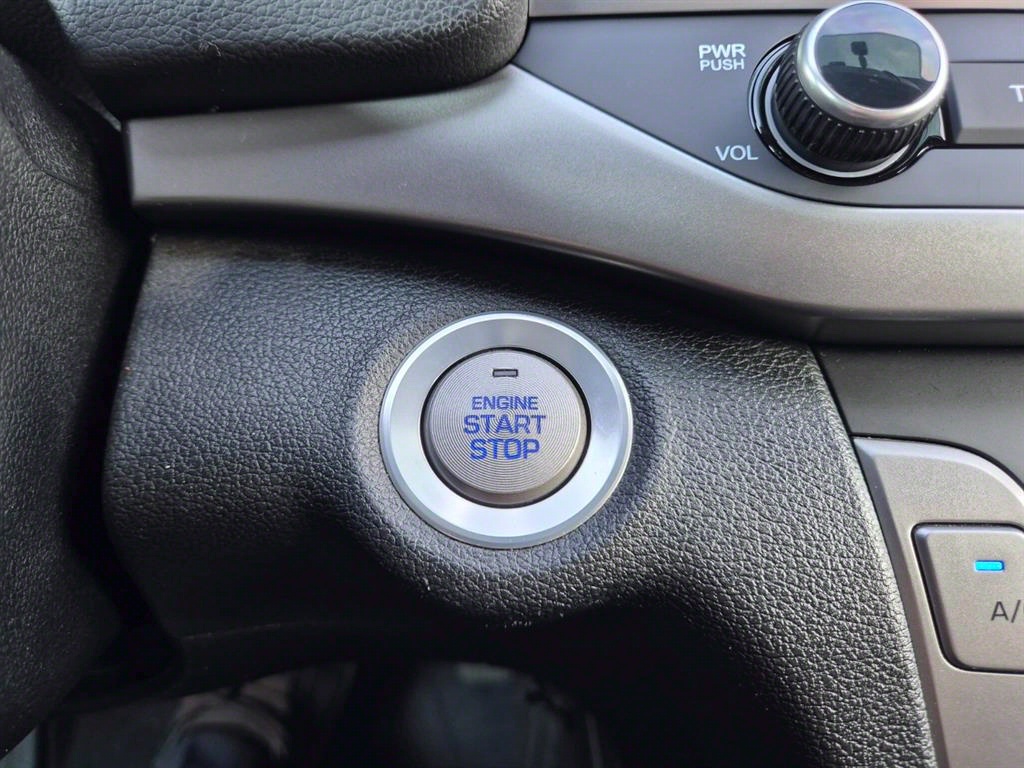 PWR
PUSH
VOL
T
ENGINE
START
STOP
A/